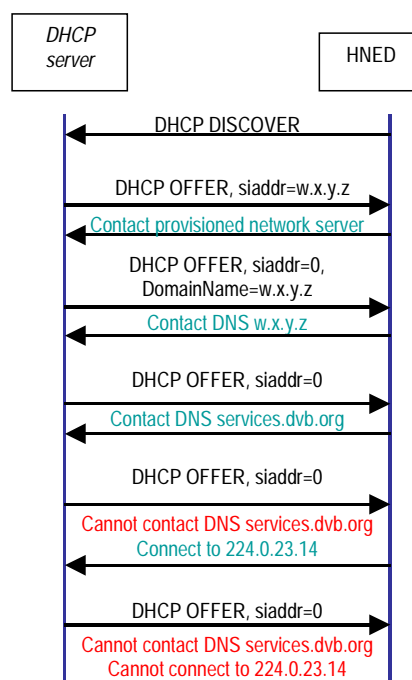 DHCP
server
HNED
DHCP DISCOVER
DHCP OFFER, siaddr=w.x.y.z
Contact provisioned network server
DHCP OFFER, siaddr=0,
DomainName=w.x.y.z
Contact DNS w.x.y.z
DHCP OFFER, siaddr=0
Contact DNS services.dvb.org
DHCP OFFER, siaddr=0
Cannot contact DNS services.dvb.org
Connect to 224.0.23.14
DHCP OFFER, siaddr=0
Cannot contact DNS services.dvb.org
Cannot connect to 224.0.23.14